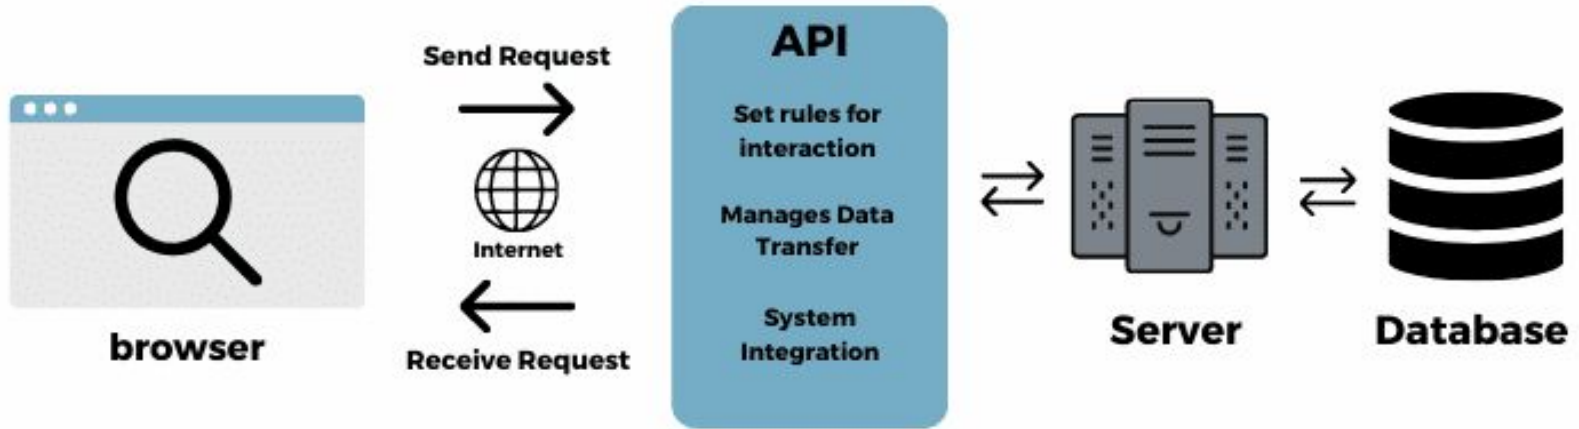 Send Request
Internet
Receive Request
browser
API
Set rules for
interaction
Manages Data
Transfer
System
Integration
Server
Database